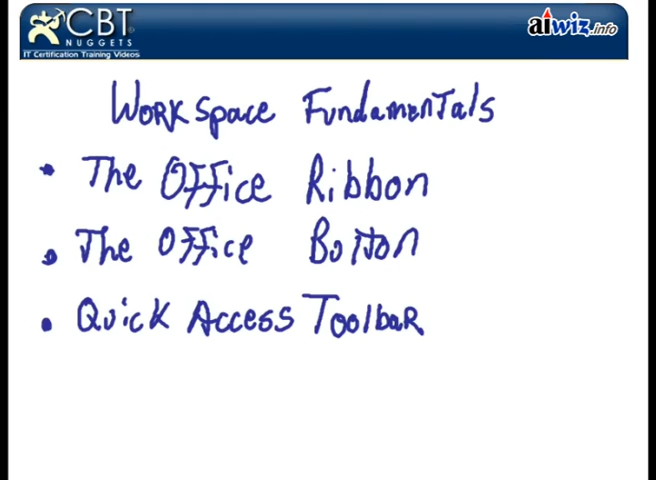 CBT
NUGGETS
IT Certification Training Videos
aiwiz.info
Workspace Fundamentals
• The Office Ribbon
• The Office Button
• Quick Access Toolbar